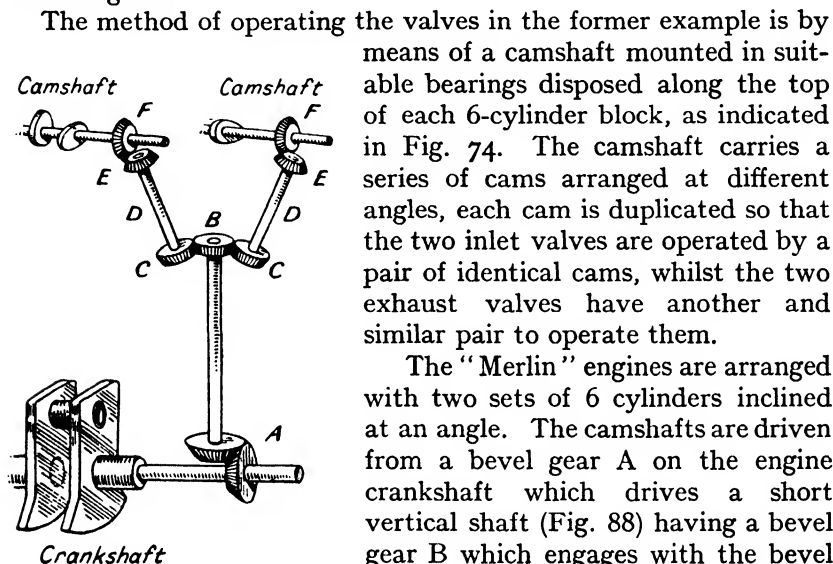 The method of operating the valves in the former example is by
means of a camshaft mounted in suit-
able bearings disposed along the top
of each 6-cylinder block, as indicated
in Fig. 74. The camshaft carries a
series of cams arranged at different
angles, each cam is duplicated so that
the two inlet valves are operated by a
pair of identical cams, whilst the two
exhaust valves have another and
similar pair to operate them.
The "Merlin" engines are arranged
with two sets of 6 cylinders inclined
at an angle. The camshafts are driven
from a bevel gear A on the engine
crankshaft which drives a short
vertical shaft (Fig. 88) having a bevel
gear B which engages with the bevel
Camshaft Camshaft
F F
E E
D B D
C C
A
Crankshaft